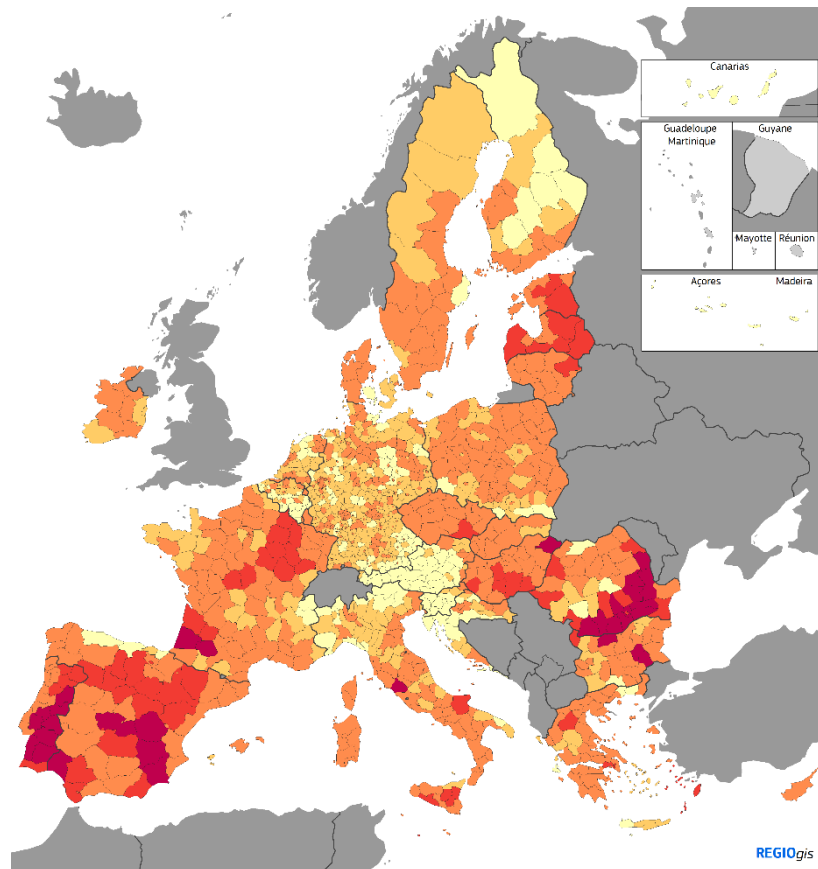 Canarias
Guadeloupe
Martinique
Guyane
Mayotte
Réunion
Açores
Madeira
REGIOgis